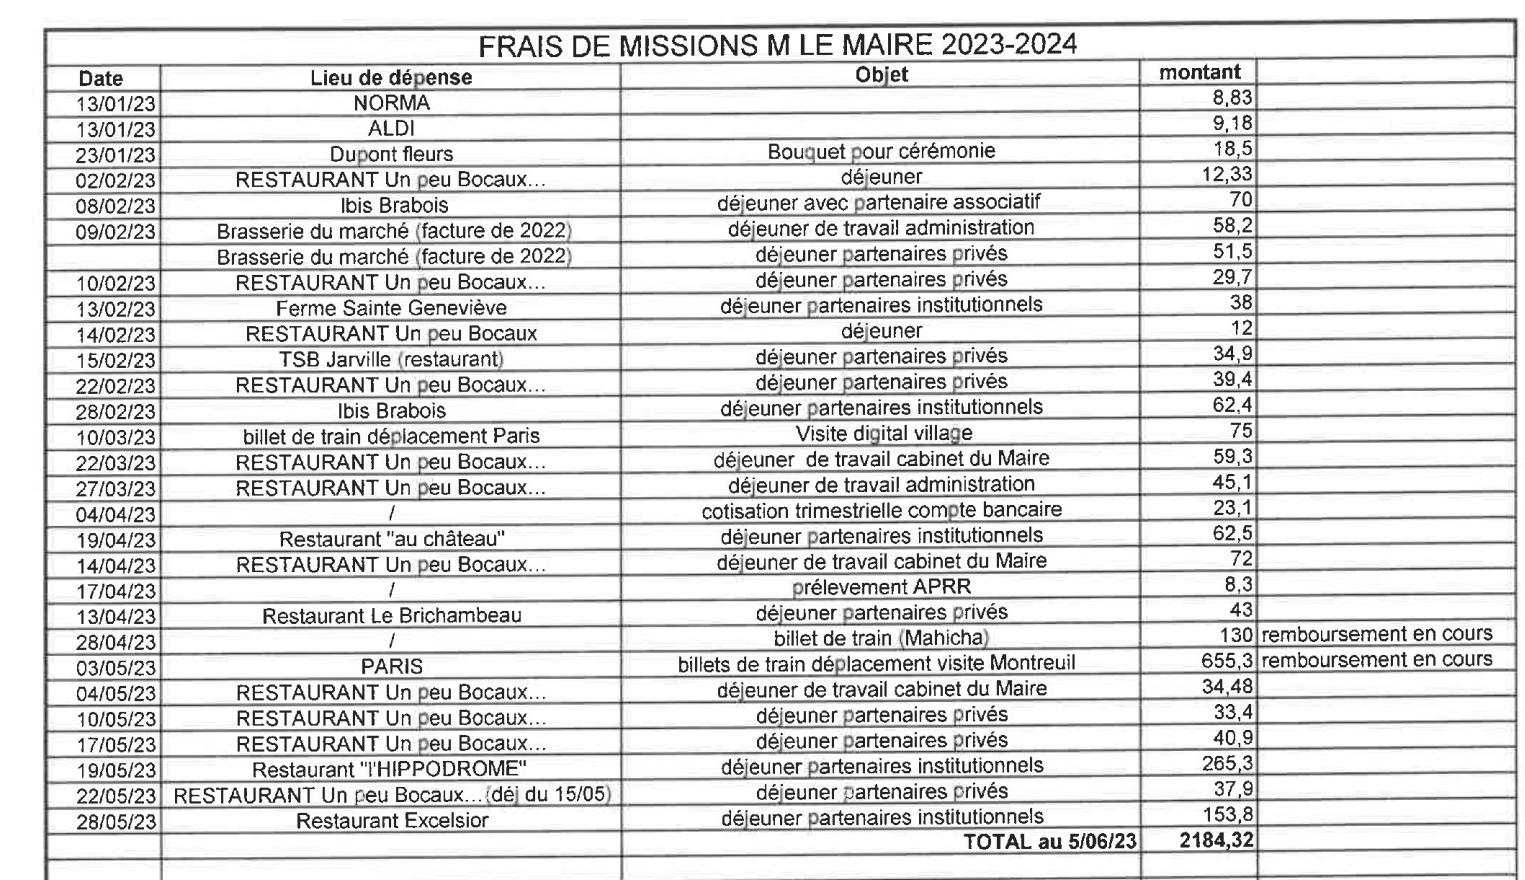 FRAIS DE MISSIONS M LE MAIRE 2023-2024
Date Lieu de dépense Objet montant
13/01/23 NORMA 8,83
13/01/23 ALDI 9,18
23/01/23 Dupont fleurs Bouquet pour cérémonie 18,5
02/02/23 RESTAURANT Un peu Bocaux... déjeuner 12,33
08/02/23 Ibis Brabois déjeuner avec partenaire associatif 70
09/02/23 Brasserie du marché (facture de 2022) déjeuner de travail administration 58,2
Brasserie du marché (facture de 2022) déjeuner partenaires privés 51,5
10/02/23 RESTAURANT Un peu Bocaux... déjeuner partenaires privés 29,7
13/02/23 Ferme Sainte Geneviève déjeuner partenaires institutionnels 38
14/02/23 RESTAURANT Un peu Bocaux déjeuner 12
15/02/23 TSB Jarville (restaurant) déjeuner partenaires privés 34,9
22/02/23 RESTAURANT Un peu Bocaux... déjeuner partenaires privés 39,4
28/02/23 Ibis Brabois déjeuner partenaires institutionnels 62,4
10/03/23 billet de train déplacement Paris Visite digital village 75
22/03/23 RESTAURANT Un peu Bocaux... déjeuner de travail cabinet du Maire 59,3
27/03/23 RESTAURANT Un peu Bocaux... déjeuner de travail administration 45,1
04/04/23 / cotisation trimestrielle compte bancaire 23,1
19/04/23 Restaurant "au château" déjeuner partenaires institutionnels 62,5
14/04/23 RESTAURANT Un peu Bocaux... déjeuner de travail cabinet du Maire 72
17/04/23 / prélevement APRR 8,3
13/04/23 Restaurant Le Brichambeau déjeuner partenaires privés 43
28/04/23 / billet de train (Mahicha) 130 remboursement en cours
03/05/23 PARIS billets de train déplacement visite Montreuil 655,3 remboursement en cours
04/05/23 RESTAURANT Un peu Bocaux... déjeuner de travail cabinet du Maire 34,48
10/05/23 RESTAURANT Un peu Bocaux... déjeuner partenaires privés 33,4
17/05/23 RESTAURANT Un peu Bocaux... déjeuner partenaires privés 40,9
19/05/23 Restaurant "l'HIPPODROME" déjeuner partenaires institutionnels 265,3
22/05/23 RESTAURANT Un peu Bocaux...(déj du 15/05) déjeuner partenaires privés 37,9
28/05/23 Restaurant Excelsior déjeuner partenaires institutionnels 153,8
TOTAL au 5/06/23 2184,32